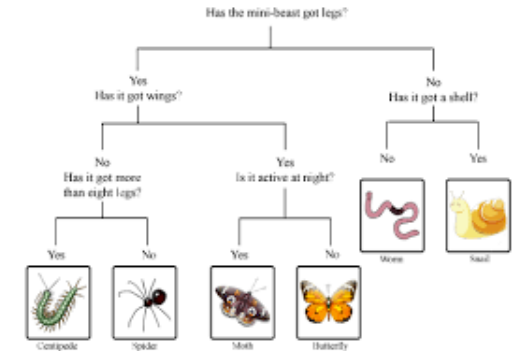 Has the mini-beast got legs?
Yes
Has it got wings?
No
Has it got a shell?
No
Has it got more
than eight legs?
Yes
Is it active at night?
No
Yes
Yes
No
Yes
No
Worm
Snail
Centipede
Spider
Moth
Butterfly